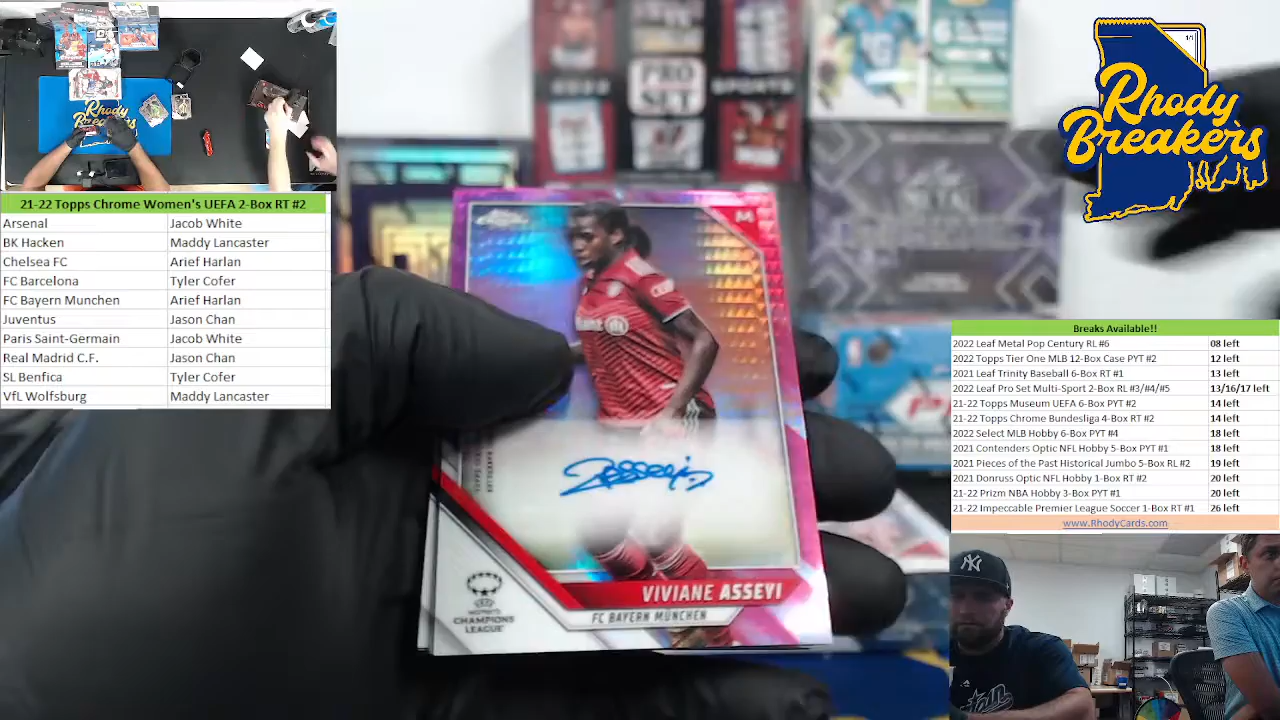 Rhody
Breakers
21-22 Topps Chrome Women's UEFA 2-Box RT #2
Arsenal Jacob White
BK Hacken Maddy Lancaster
Chelsea FC Arief Harlan
FC Barcelona Tyler Cofer
FC Bayern Munchen Arief Harlan
Juventus Jason Chan
Paris Saint-Germain Jacob White
Real Madrid C.F. Jason Chan
SL Benfica Tyler Cofer
VfL Wolfsburg Maddy Lancaster
PRO
SET
SPORTS
1/1
Rhody
Breakers
Chrome
M
VIVIANE ASSEYI
FC BAYERN MÜNCHEN
UEFA
WOMEN'S
CHAMPIONS
LEAGUE
Breaks Available!!
2022 Leaf Metal Pop Century RL #6 08 left
2022 Topps Tier One MLB 12-Box Case PYT #2 12 left
2021 Leaf Trinity Baseball 6-Box RT #1 13 left
2022 Leaf Pro Set Multi-Sport 2-Box RL #3/#4/#5 13/16/17 left
21-22 Topps Museum UEFA 6-Box PYT #2 14 left
21-22 Topps Chrome Bundesliga 4-Box RT #2 14 left
2022 Select MLB Hobby 6-Box PYT #4 18 left
2021 Contenders Optic NFL Hobby 5-Box PYT #1 18 left
2021 Pieces of the Past Historical Jumbo 5-Box RL #2 19 left
2021 Donruss Optic NFL Hobby 1-Box RT #2 20 left
21-22 Prizm NBA Hobby 3-Box PYT #1 20 left
21-22 Impeccable Premier League Soccer 1-Box RT #1 26 left
www.RhodyCards.com